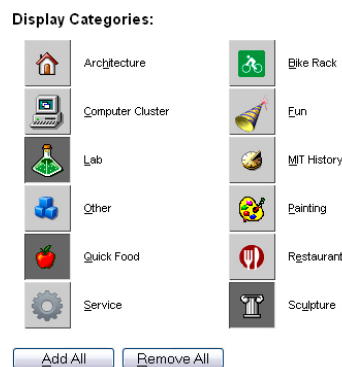 Display Categories:
Architecture
Bike Rack
Computer Cluster
Fun
Lab
MIT History
Other
Painting
Quick Food
Restaurant
Service
Sculpture
Add All
Remove All